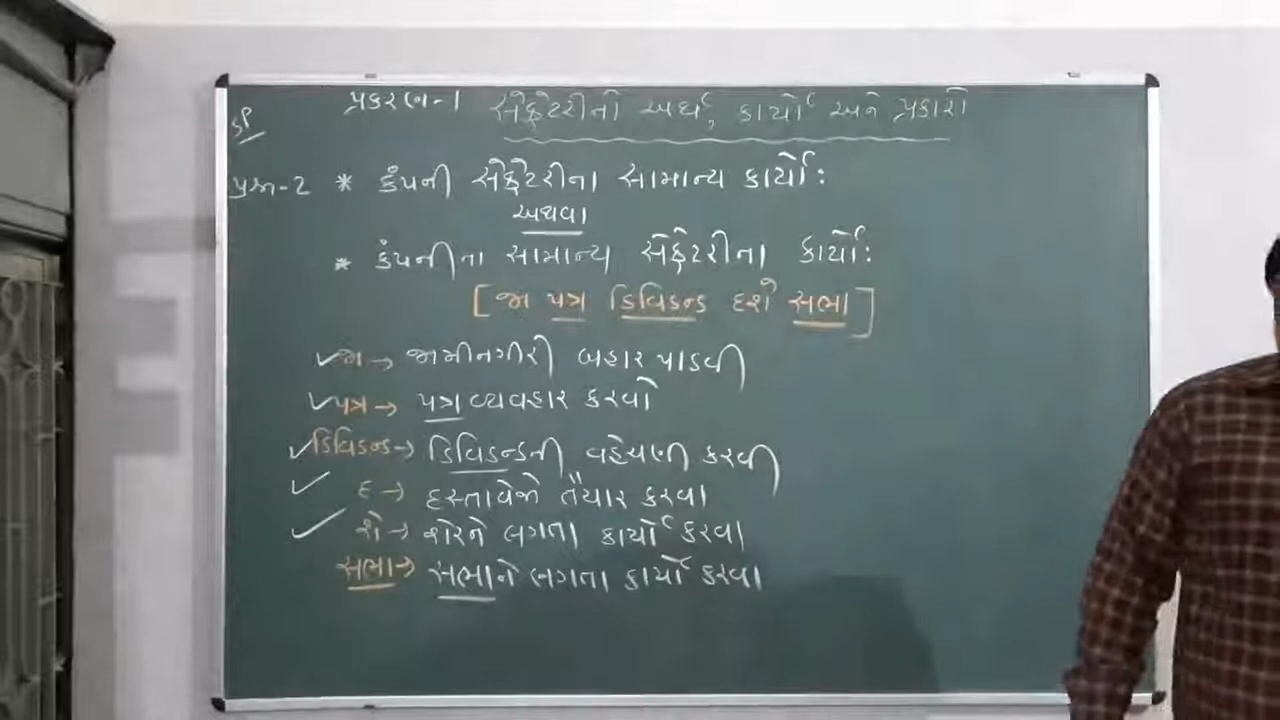 SP
પ્રકરણ-૧ સેક્રેટરીનો અર્થ, કાર્યો અને પ્રકારો
પ્રશ્ન-2 * કંપની સેક્રેટરીના સામાન્ય કાર્યો:
અથવા
* કંપનીના સામાન્ય સેક્રેટરીના કાર્યો:
[જા પત્ર ડિવિડન્ડ દશે સભા]
✓જા → જામીનગીરી બહાર પાડવી
✓પત્ર → પત્રવ્યવહાર કરવો
✓ડિવિડન્ડ → ડિવિડન્ડની વહેચણી કરવી
✓ દ → દસ્તાવેજો તૈયાર કરવા
✓ શે → શેરને લગતા કાર્યો કરવા
સભા → સભાને લગતા કાર્યો કરવા